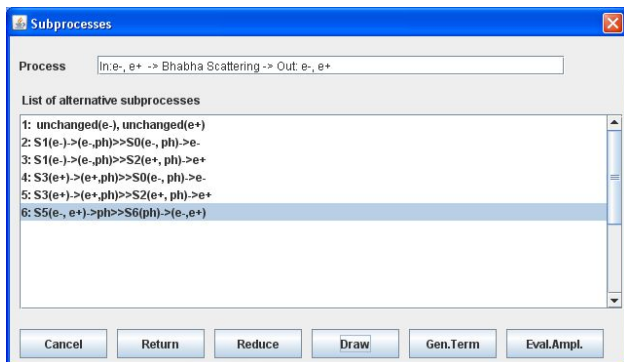 Subprocesses
Process In:e-, e+ -> Bhabha Scattering -> Out: e-, e+
List of alternative subprocesses
1: unchanged(e-), unchanged(e+)
2: S1(e-)->(e-,ph)>>S0(e-, ph)->e-
3: S1(e-)->(e-,ph)>>S2(e+, ph)->e+
4: S3(e+)->(e+,ph)>>S0(e-, ph)->e-
5: S3(e+)->(e+,ph)>>S2(e+, ph)->e+
6: S5(e-, e+)->ph>>S6(ph)->(e-,e+)
Cancel Return Reduce Draw Gen.Term Eval.Ampl.